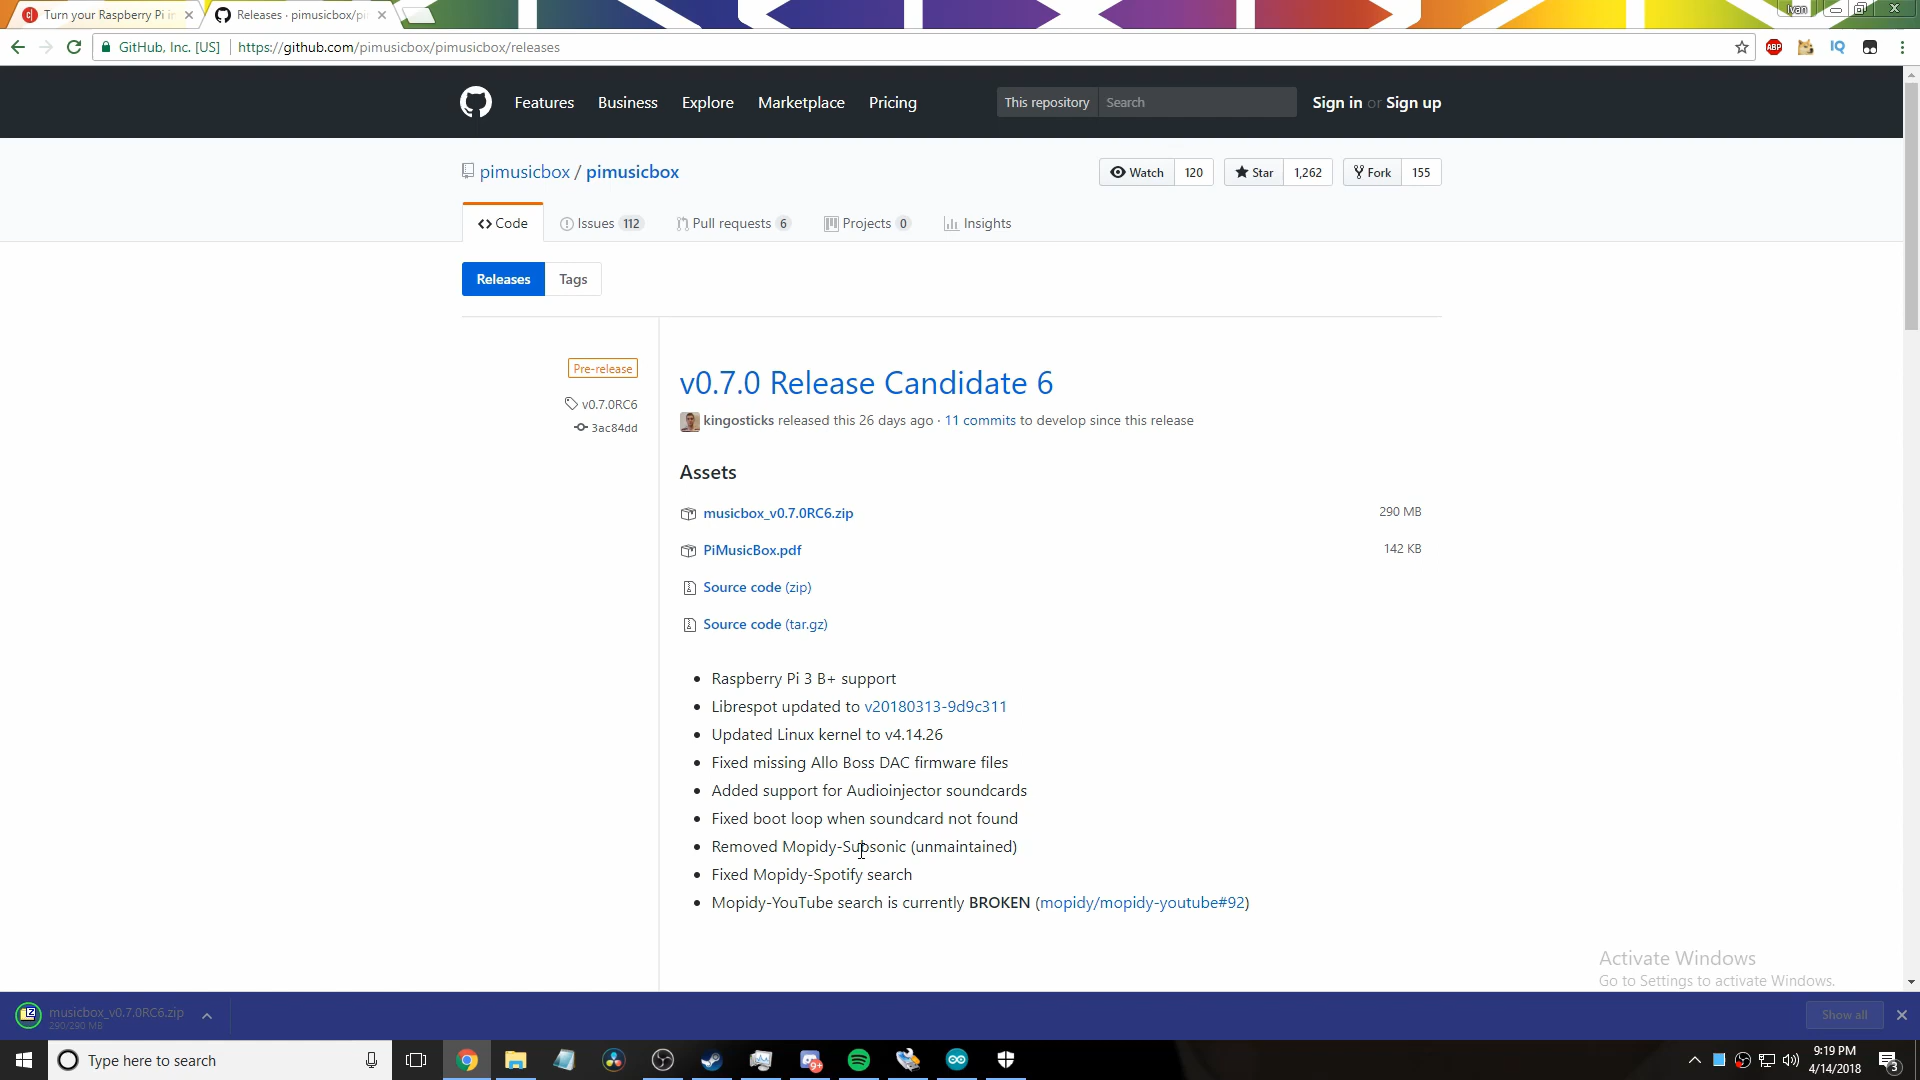 Turn your Raspberry Pi in
Releases · pimusicbox/pi
Ivan
GitHub, Inc. [US]
https://github.com/pimusicbox/pimusicbox/releases
ABP
IQ
Features
Business
Explore
Marketplace
Pricing
This repository
Search
Sign in or Sign up
pimusicbox / pimusicbox
Watch 120
Star 1,262
Fork 155
Code
Issues 112
Pull requests 6
Projects 0
Insights
Releases
Tags
Pre-release
v0.7.0RC6
3ac84dd
v0.7.0 Release Candidate 6
kingosticks released this 26 days ago · 11 commits to develop since this release
Assets
musicbox_v0.7.0RC6.zip
290 MB
PiMusicBox.pdf
142 KB
Source code (zip)
Source code (tar.gz)
• Raspberry Pi 3 B+ support
• Librespot updated to v20180313-9d9c311
• Updated Linux kernel to v4.14.26
• Fixed missing Allo Boss DAC firmware files
• Added support for Audioinjector soundcards
• Fixed boot loop when soundcard not found
• Removed Mopidy-Subsonic (unmaintained)
• Fixed Mopidy-Spotify search
• Mopidy-YouTube search is currently BROKEN (mopidy/mopidy-youtube#92)
Activate Windows
Go to Settings to activate Windows.
musicbox_v0.7.0RC6.zip
290/290 MB
Show all
Type here to search
9:19 PM
4/14/2018
3